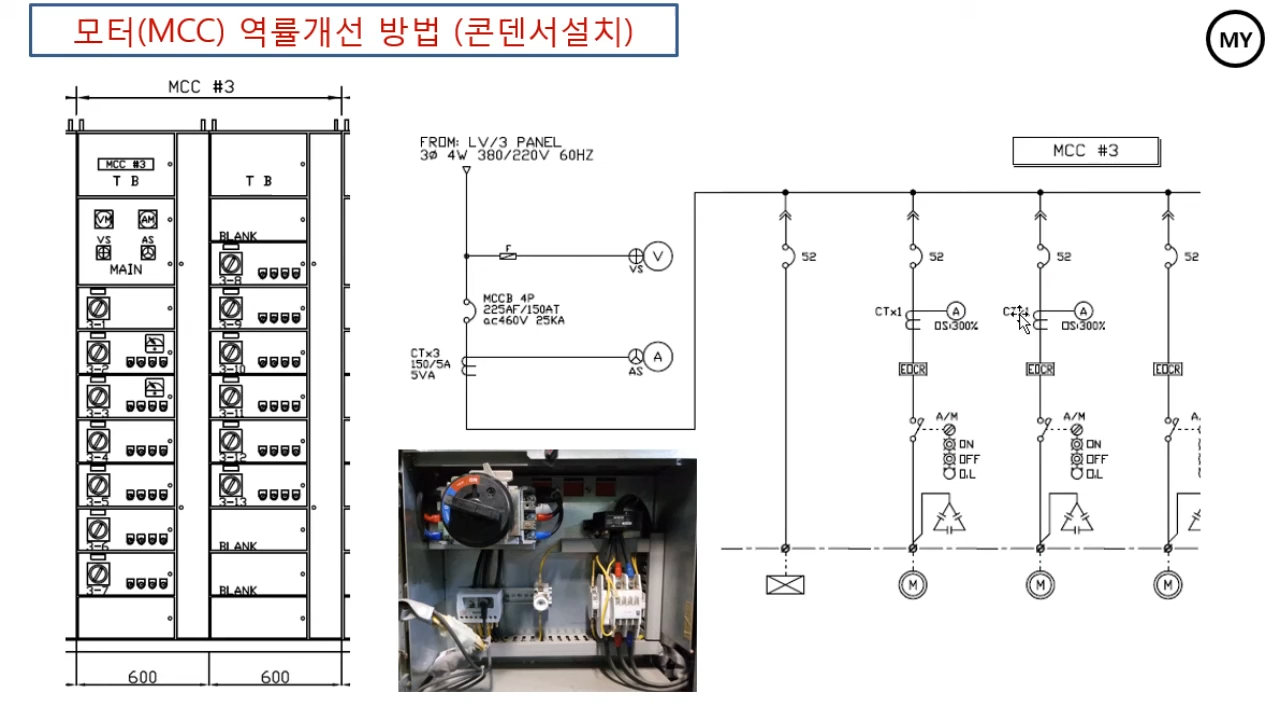 모터(MCC) 역률개선 방법 (콘덴서설치)
MY
MCC #3
MCC #3
T B
T B
VM
AM
VS
AS
MAIN
BLANK
3-8
3-1
3-9
3-2
3-10
3-3
3-11
3-4
3-12
3-5
3-13
3-6
BLANK
3-7
BLANK
600
600
FROM: LV/3 PANEL
3Ø 4W 380/220V 60HZ
F
V
VS
MCCB 4P
225AF/150AT
ac460V 25KA
CTx3
150/5A
5VA
A
AS
MCC #3
52
52
52
52
CTx1
A
OS:300%
A
OS:300%
EOCR
EOCR
EOCR
A/M
ON
OFF
O.L
A/M
ON
OFF
O.L
M
M
M